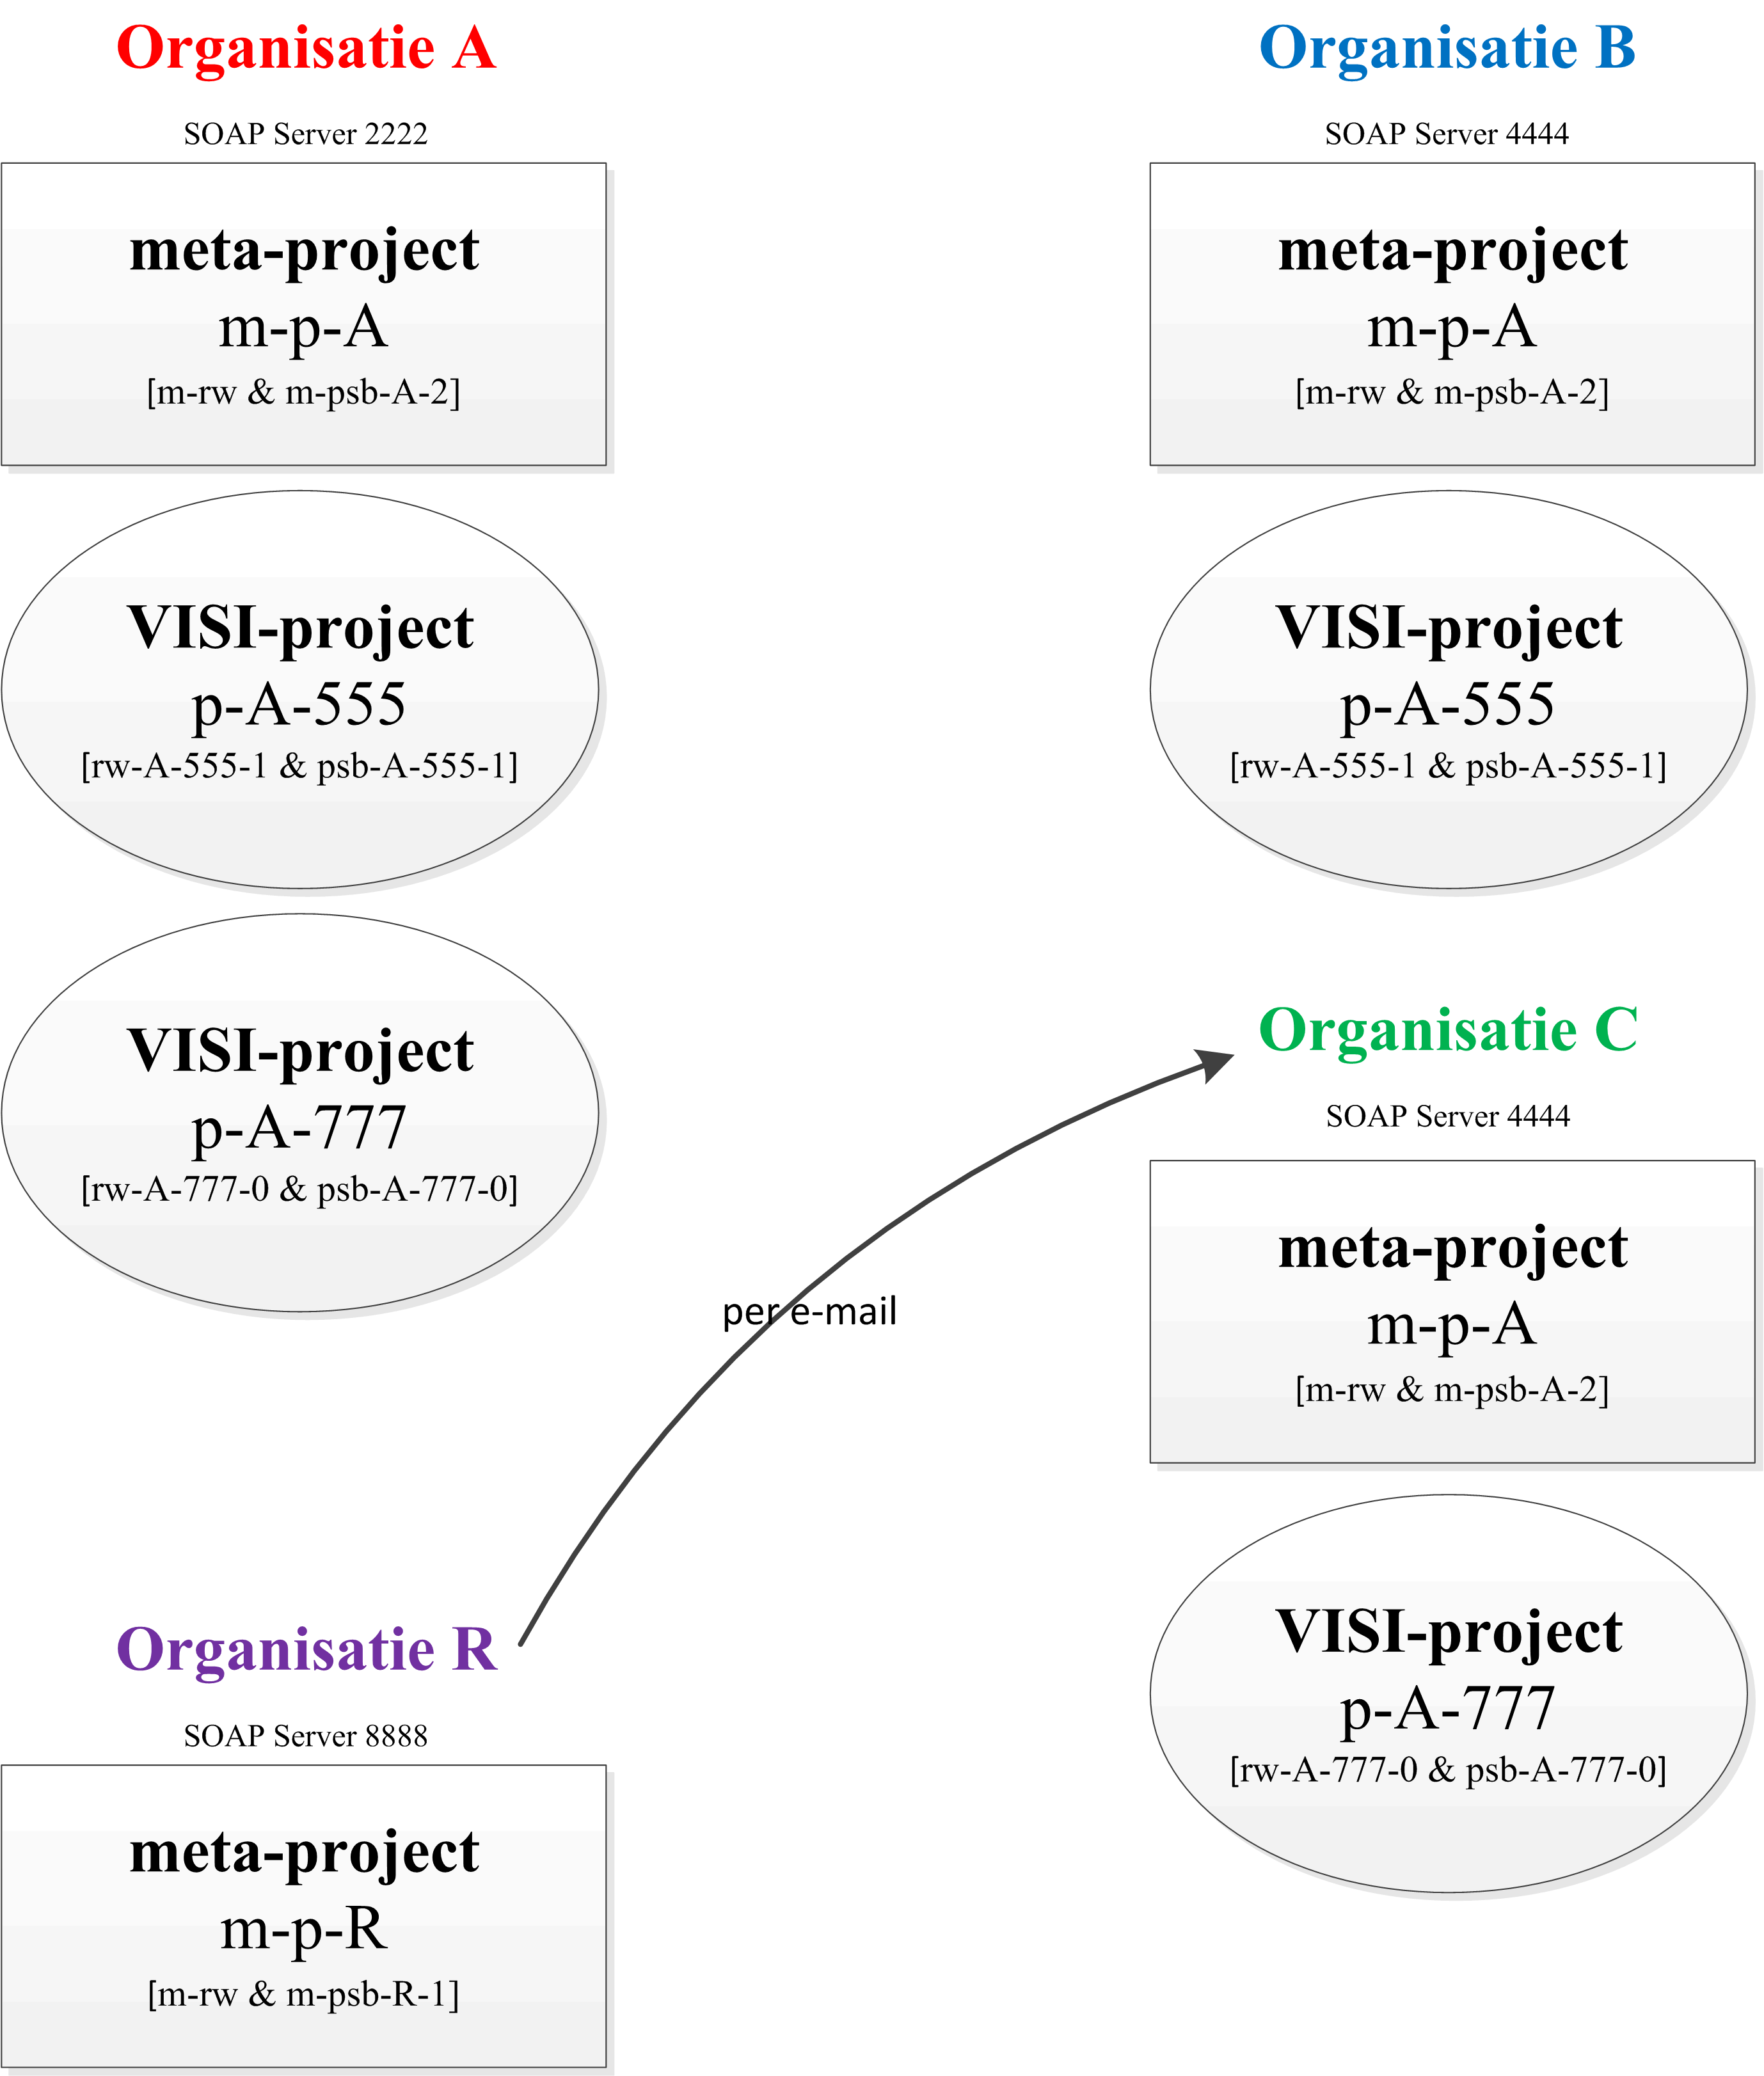 Organisatie A
SOAP Server 2222
meta-project
m-p-A
[m-rw & m-psb-A-2]
VISI-project
p-A-555
[rw-A-555-1 & psb-A-555-1]
VISI-project
p-A-777
[rw-A-777-0 & psb-A-777-0]
Organisatie B
SOAP Server 4444
meta-project
m-p-A
[m-rw & m-psb-A-2]
VISI-project
p-A-555
[rw-A-555-1 & psb-A-555-1]
per e-mail
Organisatie C
SOAP Server 4444
meta-project
m-p-A
[m-rw & m-psb-A-2]
VISI-project
p-A-777
[rw-A-777-0 & psb-A-777-0]
Organisatie R
SOAP Server 8888
meta-project
m-p-R
[m-rw & m-psb-R-1]